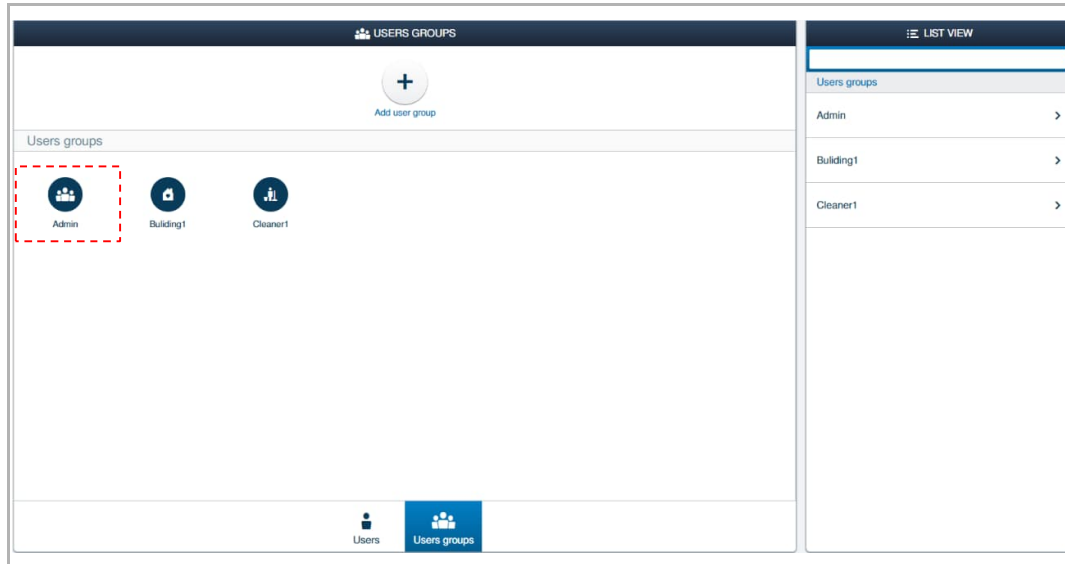 USERS GROUPS
Add user group
Users groups
Admin
Buliding1
Cleaner1
Users
Users groups
LIST VIEW
Users groups
Admin
Buliding1
Cleaner1